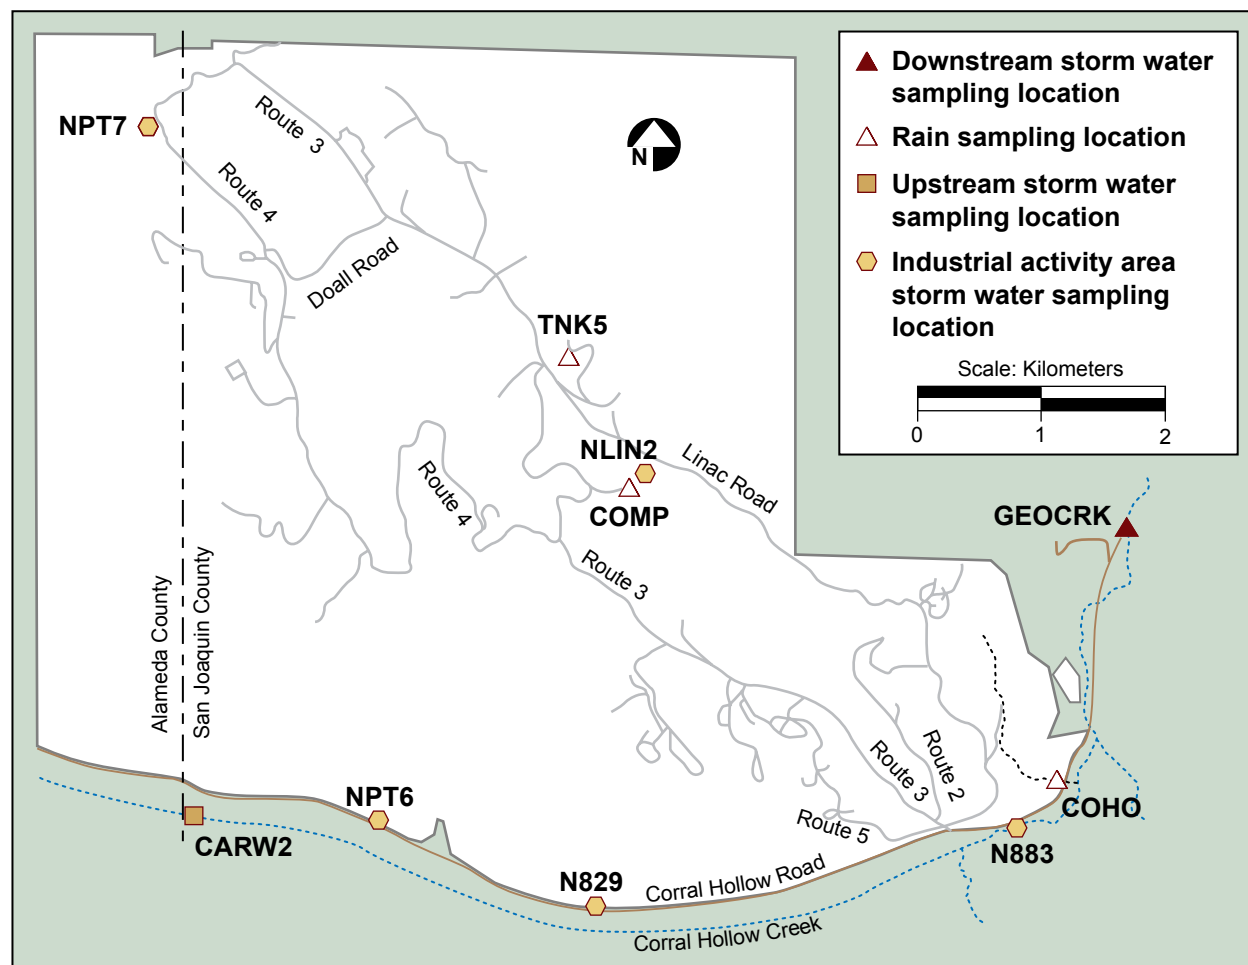 Downstream storm water
sampling location
Rain sampling location
Upstream storm water
sampling location
Industrial activity area
storm water sampling
location
Scale: Kilometers
0 1 2
N
NPT7
Route 3
Route 4
Doall Road
TNK5
NLIN2
COMP
Linac Road
Route 4
Route 3
GEOCRK
Alameda County
San Joaquin County
Route 3
Route 2
Route 5
COHO
N883
NPT6
CARW2
N829
Corral Hollow Road
Corral Hollow Creek